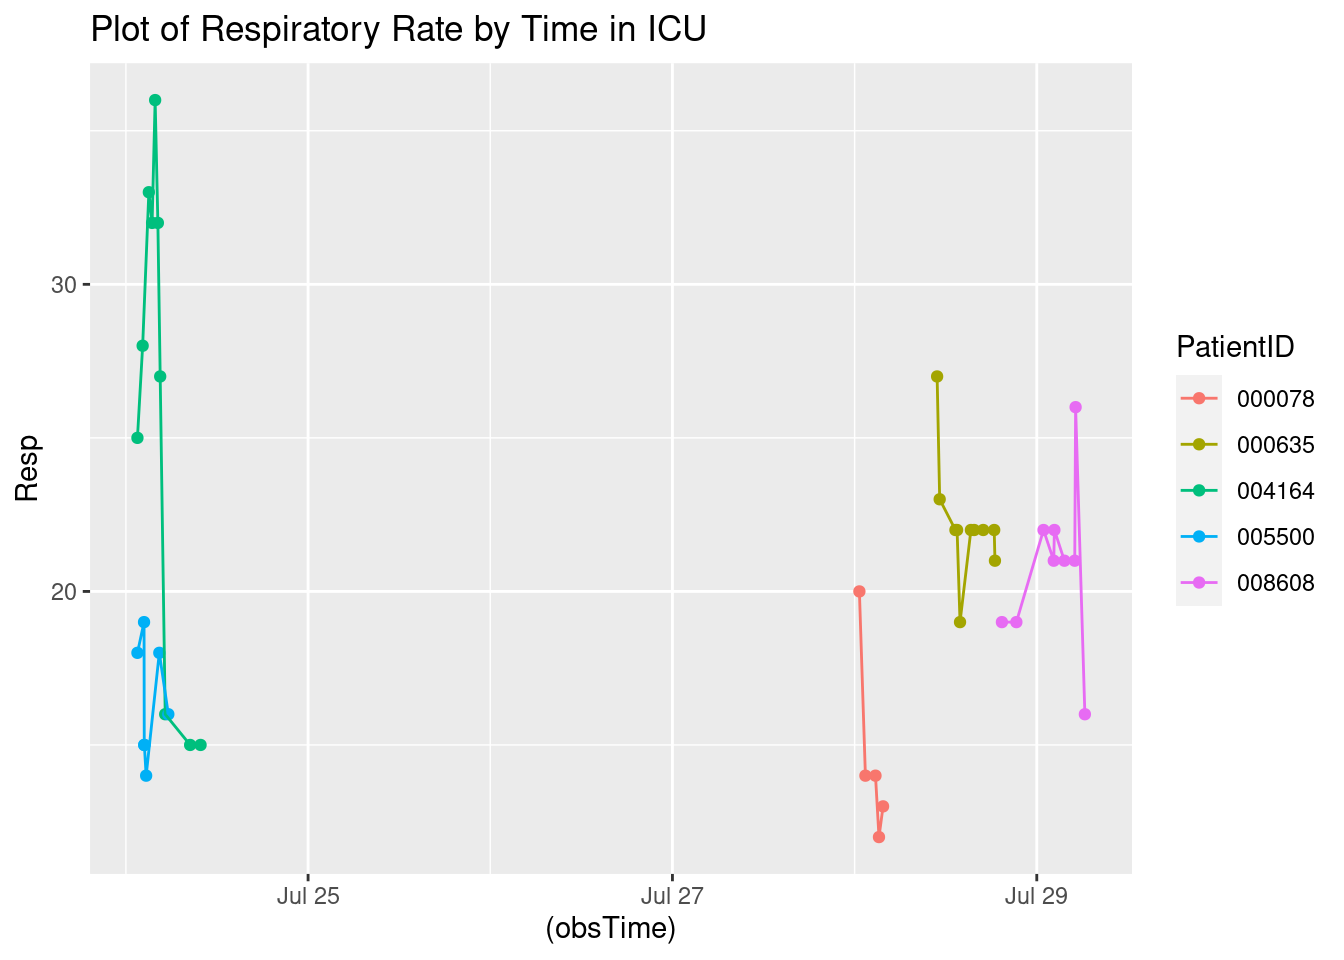 Plot of Respiratory Rate by Time in ICU
30
20
Resp
Jul 25
Jul 27
Jul 29
(obsTime)
PatientID
000078
000635
004164
005500
008608